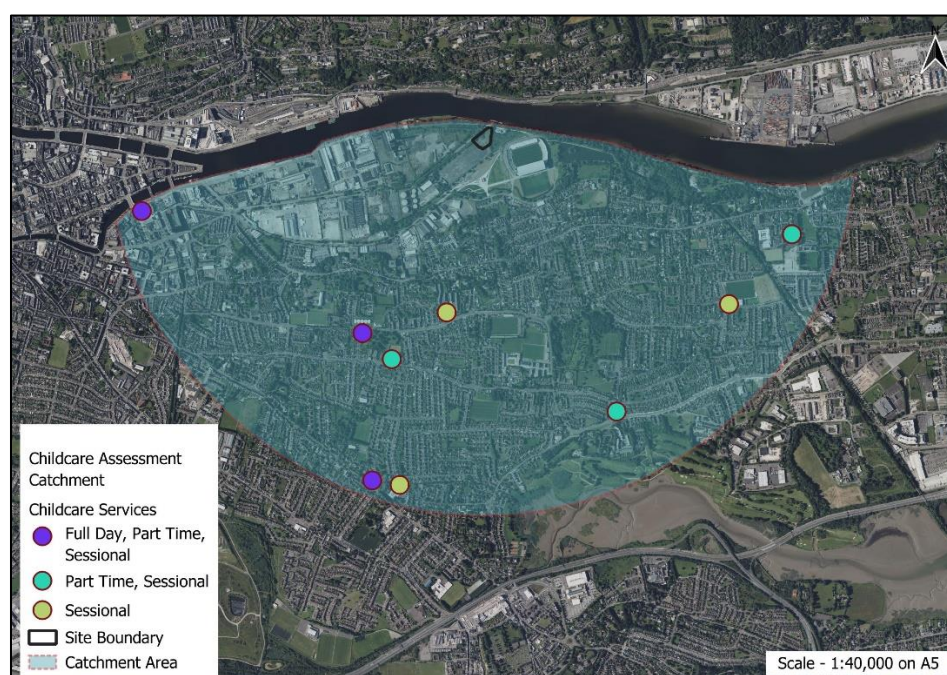 N
Childcare Assessment
Catchment
Childcare Services
Full Day, Part Time,
Sessional
Part Time, Sessional
Sessional
Site Boundary
Catchment Area
Scale - 1:40,000 on A5